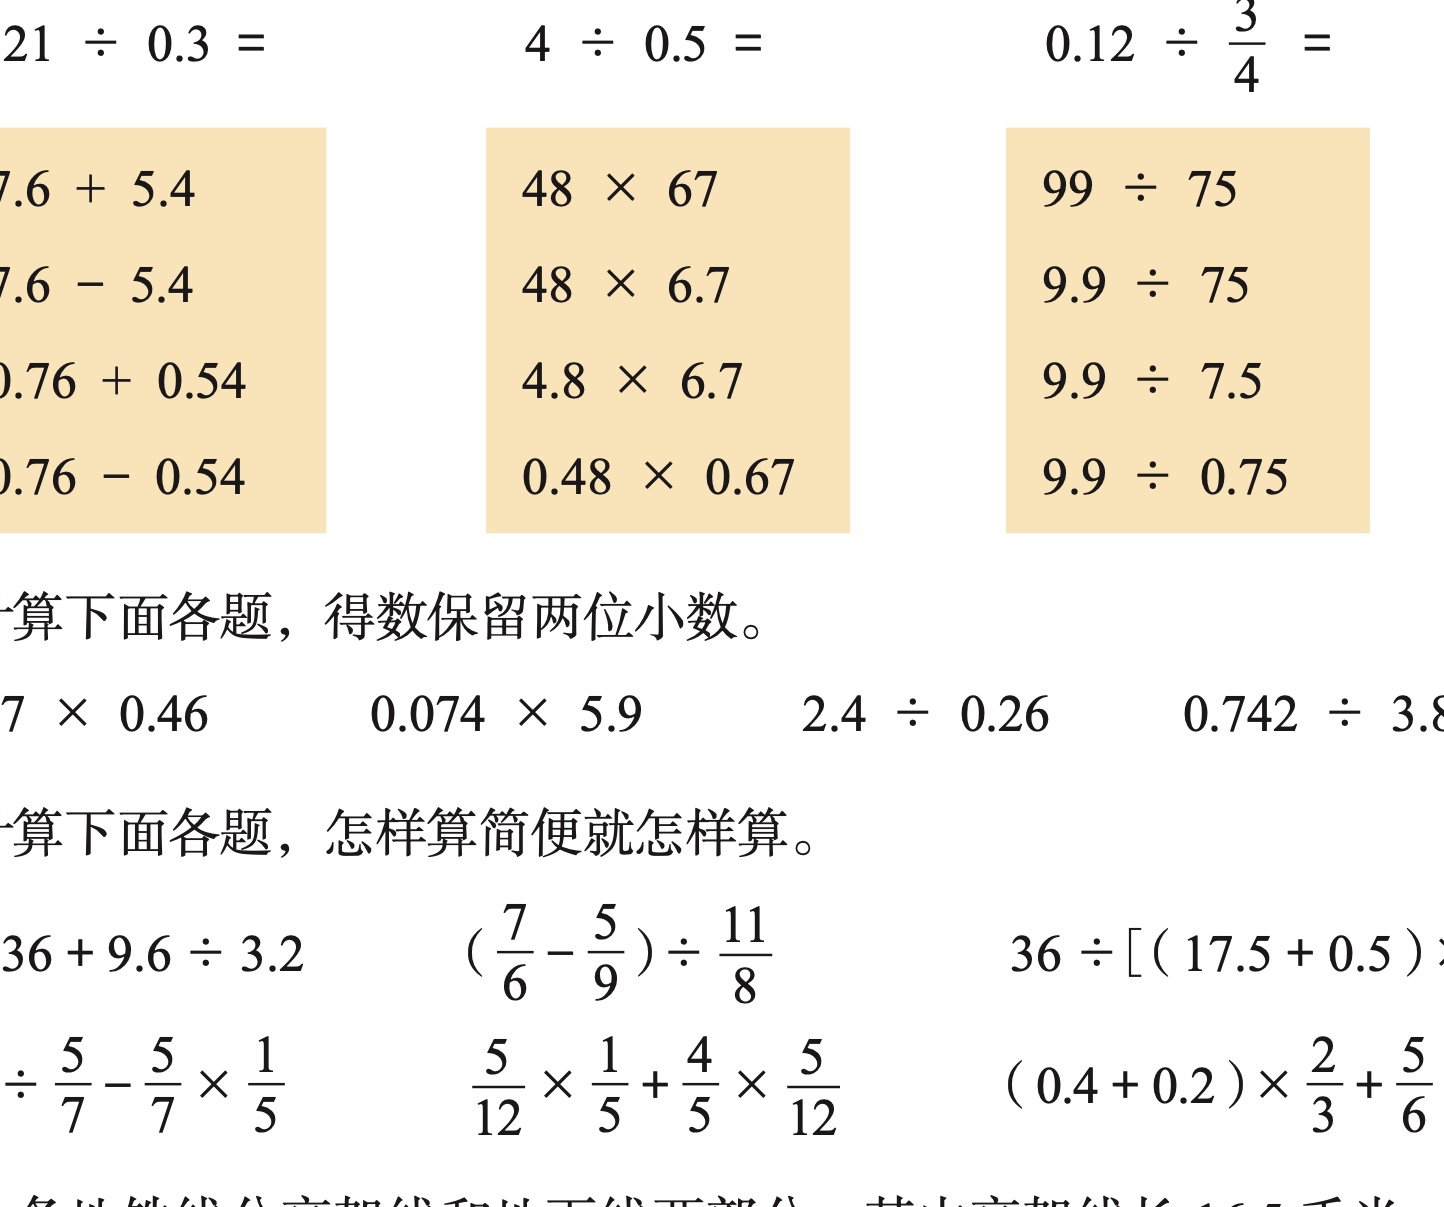 21 ÷ 0.3 = 4 ÷ 0.5 = 0.12 ÷ 3/4 =
7.6 + 5.4 48 × 67 99 ÷ 75
7.6 − 5.4 48 × 6.7 9.9 ÷ 75
0.76 + 0.54 4.8 × 6.7 9.9 ÷ 7.5
0.76 − 0.54 0.48 × 0.67 9.9 ÷ 0.75
算下面各题，得数保留两位小数。
7 × 0.46 0.074 × 5.9 2.4 ÷ 0.26 0.742 ÷ 3.8
算下面各题，怎样算简便就怎样算。
36 + 9.6 ÷ 3.2 (7/6 − 5/9) ÷ 11/8 36 ÷ [(17.5 + 0.5) ×
÷ 5/7 − 5/7 × 1/5 5/12 × 1/5 + 4/5 × 5/12 (0.4 + 0.2) × 2/3 + 5/6